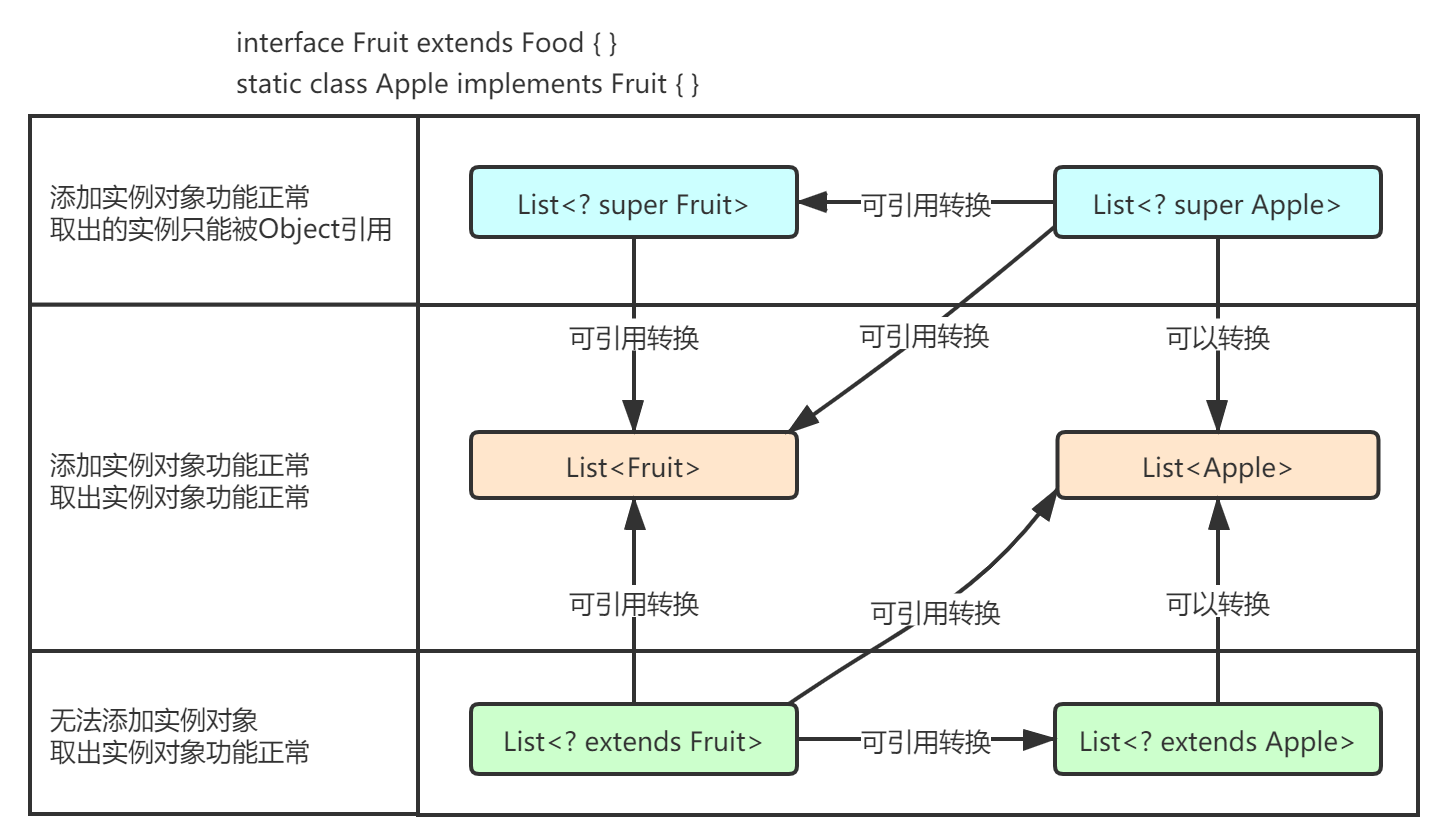 interface Fruit extends Food { }
static class Apple implements Fruit { }
添加实例对象功能正常
取出的实例只能被Object引用
List<? super Fruit>
可引用转换
List<? super Apple>
可引用转换
可引用转换
可以转换
添加实例对象功能正常
取出实例对象功能正常
List<Fruit>
List<Apple>
可引用转换
可引用转换
可以转换
无法添加实例对象
取出实例对象功能正常
List<? extends Fruit>
可引用转换
List<? extends Apple>